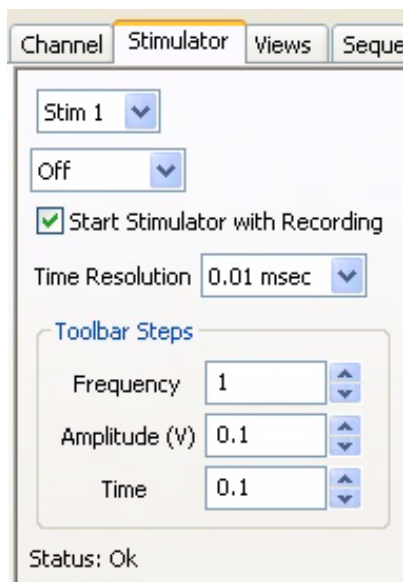 Channel Stimulator Views Seque
Stim 1
Off
Start Stimulator with Recording
Time Resolution 0.01 msec
Toolbar Steps
Frequency 1
Amplitude (V) 0.1
Time 0.1
Status: Ok